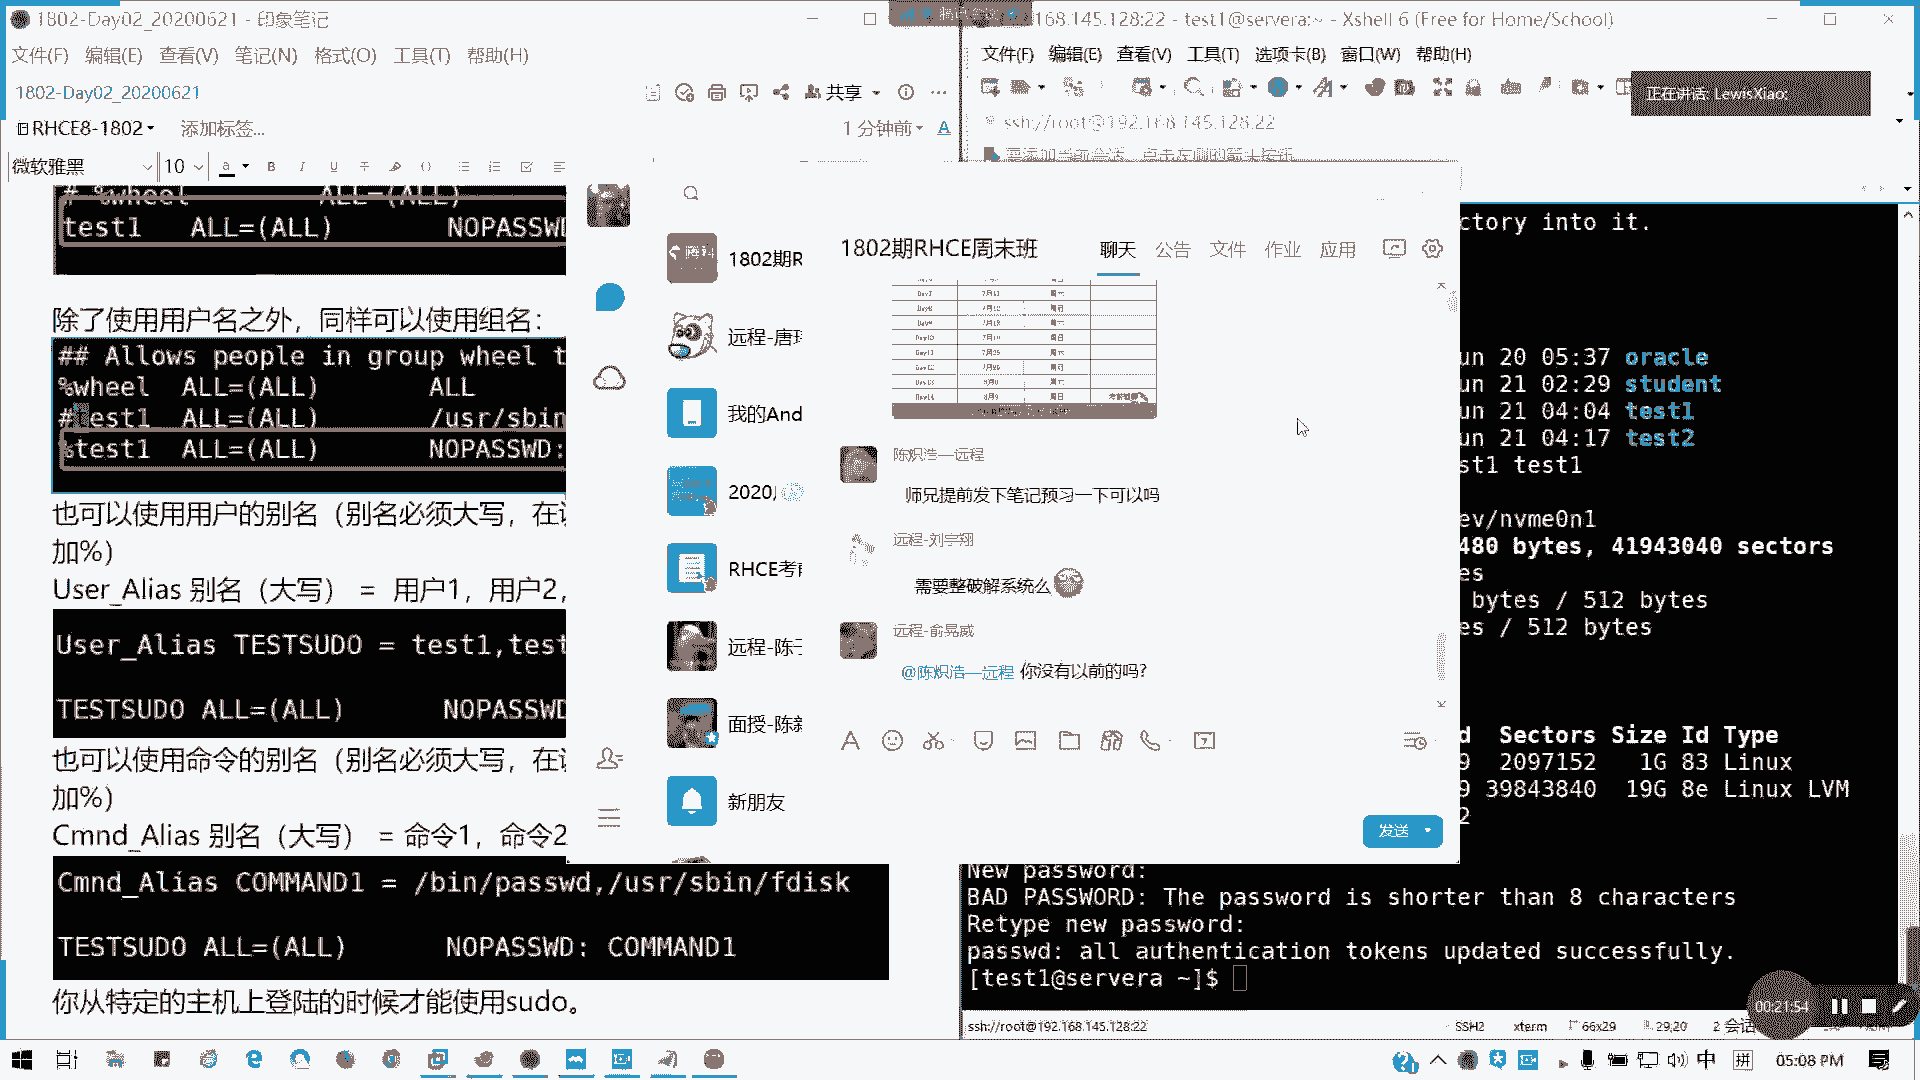 1802-Day02_20200621 - 印象笔记
文件(F) 编辑(E) 查看(V) 笔记(N) 格式(O) 工具(T) 帮助(H)
1802-Day02_20200621
共享
RHCE8-1802
添加标签...
1 分钟前
微软雅黑
10
# %wheel ALL=(ALL)
test1 ALL=(ALL) NOPASSWD
除了使用用户名之外，同样可以使用组名：
## Allows people in group wheel t
%wheel ALL=(ALL) ALL
#test1 ALL=(ALL) /usr/sbin
%test1 ALL=(ALL) NOPASSWD:
也可以使用用户的别名（别名必须大写，在
加%）
User_Alias 别名（大写） = 用户1，用户2，
User_Alias TESTSUDO = test1,test
TESTSUDO ALL=(ALL) NOPASSWD
也可以使用命令的别名（别名必须大写，在
加%）
Cmnd_Alias 别名（大写） = 命令1，命令2
Cmnd_Alias COMMAND1 = /bin/passwd,/usr/sbin/fdisk
TESTSUDO ALL=(ALL) NOPASSWD: COMMAND1
你从特定的主机上登陆的时候才能使用sudo。
1802期R
我的And
2020
RHCE考前
新朋友
1802期RHCE周末班
聊天 公告 文件 作业 应用
陈炽浩—远程
师兄提前发下笔记预习一下可以吗
远程-刘宇翔
需要整破解系统么
远程-俞晃威
@陈炽浩—远程 你没有以前的吗?
发送
168.145.128:22 - test1@servera:~ - Xshell 6 (Free for Home/School)
文件(F) 编辑(E) 查看(V) 工具(T) 选项卡(B) 窗口(W) 帮助(H)
正在讲话: LewisXiao;
ssh://root@192.168.145.128:22
要添加当前会话，点击左侧的箭头按钮
ctory into it.
un 20 05:37 oracle
un 21 02:29 student
un 21 04:04 test1
un 21 04:17 test2
st1 test1
ev/nvme0n1
480 bytes, 41943040 sectors
es
bytes / 512 bytes
es / 512 bytes
d Sectors Size Id Type
9 2097152 1G 83 Linux
9 39843840 19G 8e Linux LVM
2
New password:
BAD PASSWORD: The password is shorter than 8 characters
Retype new password:
passwd: all authentication tokens updated successfully.
[test1@servera ~]$
00:21:54
ssh://root@192.168.145.128:22
SSH2
xterm
66x29
29,20
2 会话
中
拼
05:08 PM